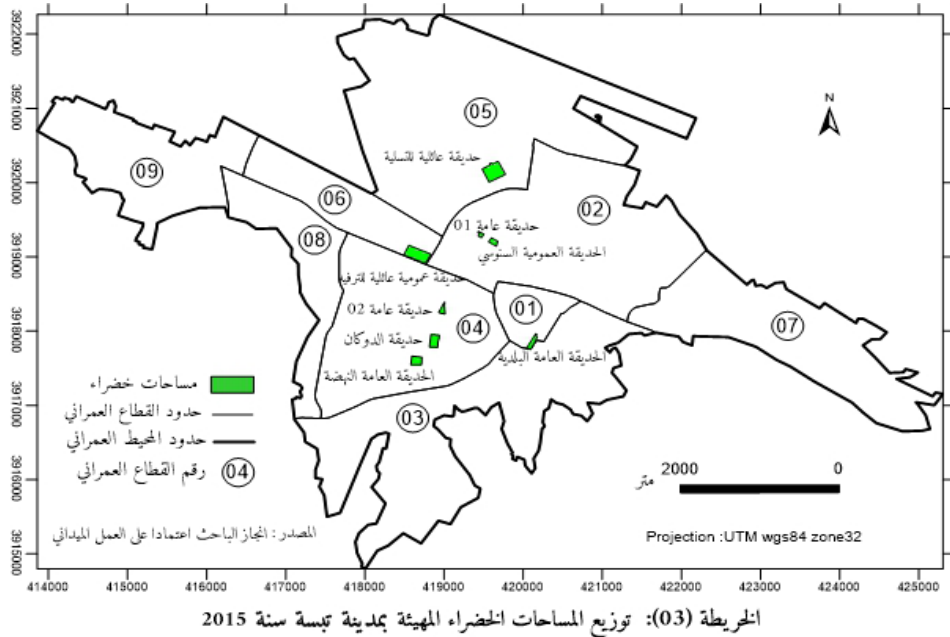 3922000
3921000
3920000
3919000
3918000
3917000
3916000
3915000
N
05
حديقة عائلية للتسلية
09
06
02
حديقة عامة 01
الحديقة العمومية السنوسي
08
حديقة عمومية عائلية للترفيه
حديقة عامة 02
01
04
07
حديقة الدوكان
الحديقة العامة البلدية
الحديقة العامة النهضة
03
مساحات خضراء
حدود القطاع العمراني
حدود المحيط العمراني
رقم القطاع العمراني 04
متر 2000 0
المصدر : انجاز الباحث اعتمادا على العمل الميداني
Projection :UTM wgs84 zone32
414000 415000 416000 417000 418000 419000 420000 421000 422000 423000 424000 425000
الخريطة (03): توزيع المساحات الخضراء المهيئة بمدينة تبسة سنة 2015